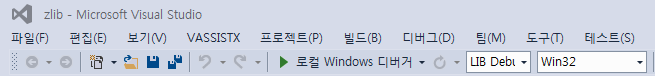 zlib - Microsoft Visual Studio
파일(F) 편집(E) 보기(V) VASSISTX 프로젝트(P) 빌드(B) 디버그(D) 팀(M) 도구(T) 테스트(S)
로컬 Windows 디버거 LIB Debu Win32